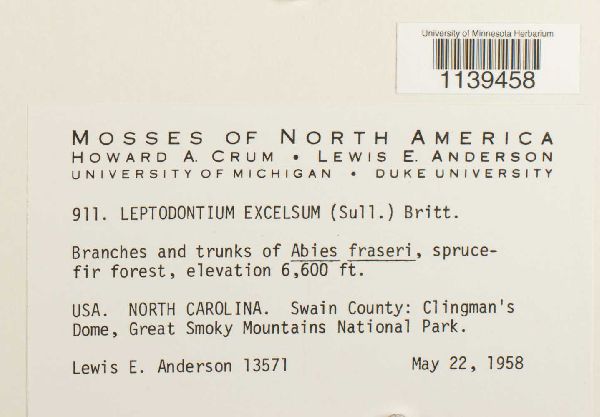 University of Minnesota Herbarium
1139458
MOSSES OF NORTH AMERICA
HOWARD A. CRUM • LEWIS E. ANDERSON
UNIVERSITY OF MICHIGAN • DUKE UNIVERSITY
911. LEPTODONTIUM EXCELSUM (Sull.) Britt.
Branches and trunks of Abies fraseri, spruce-
fir forest, elevation 6,600 ft.
USA. NORTH CAROLINA. Swain County: Clingman's
Dome, Great Smoky Mountains National Park.
Lewis E. Anderson 13571 May 22, 1958